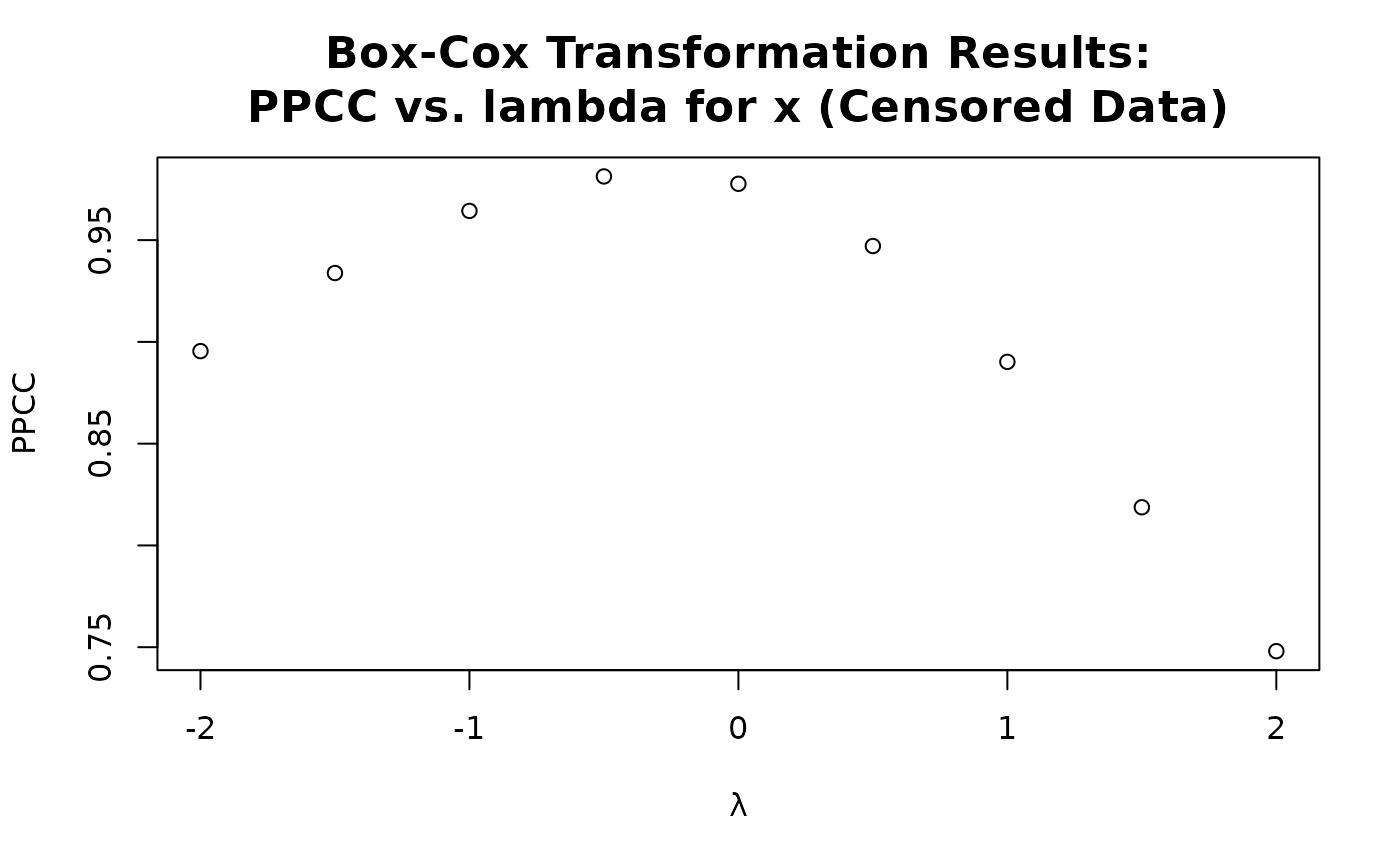 Box-Cox Transformation Results:
PPCC vs. lambda for x (Censored Data)
0.95
0.85
0.75
PPCC
-2 -1 0 1 2
λ